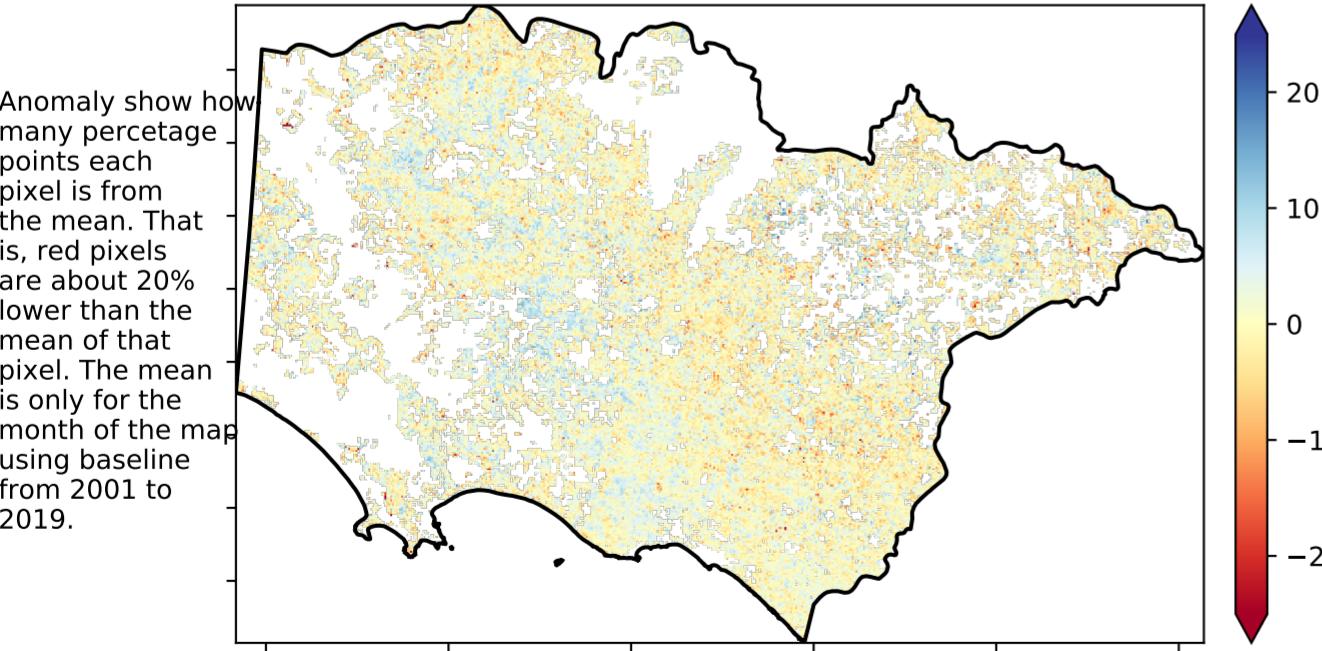 Anomaly show how
many percetage
points each
pixel is from
the mean. That
is, red pixels
are about 20%
lower than the
mean of that
pixel. The mean
is only for the
month of the map
using baseline
from 2001 to
2019.
20
10
0
−1
−2